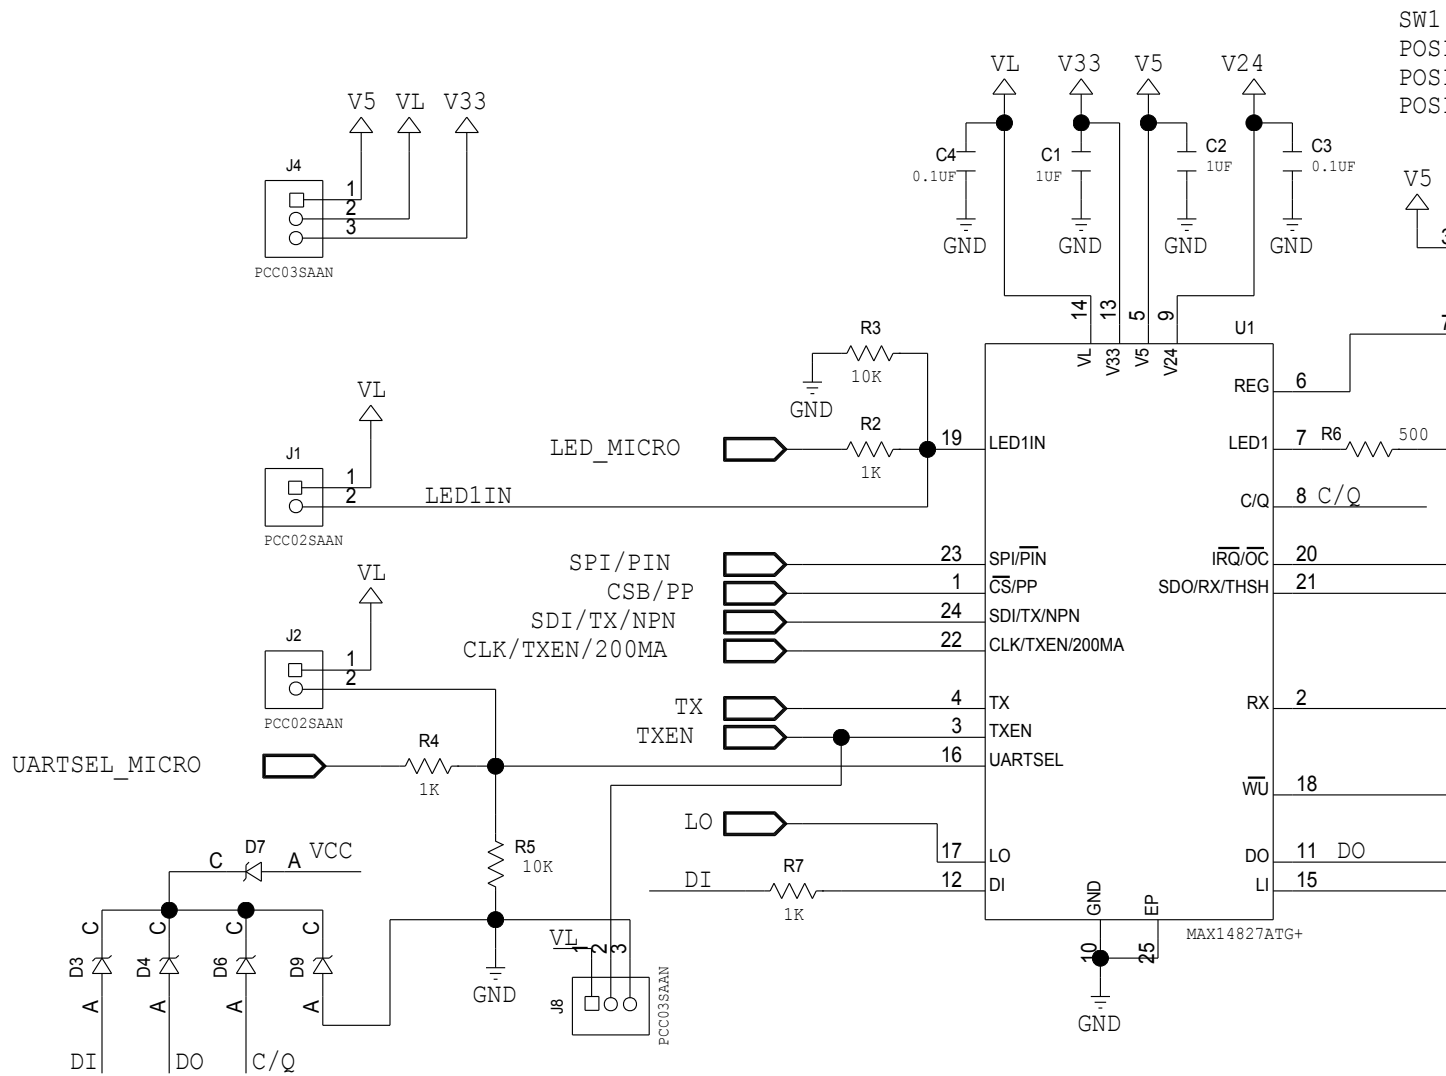 SW1
POS
POS
POS
VL V33 V5 V24
V5 VL V33
J4
1
2
3
PCC03SAAN
C4
0.1UF
C1
1UF
C2
1UF
C3
0.1UF
GND GND GND GND
V5
3
14 13 5 9
U1
VL V33 V5 V24
R3
10K
GND
VL
J1
1
2
PCC02SAAN
LED1IN
LED_MICRO
R2
1K
19 LED1IN
REG 6
7
LED1 7 R6 500
C/Q 8 C/Q
SPI/PIN 23 SPI/PIN
CSB/PP 1 CS/PP
SDI/TX/NPN 24 SDI/TX/NPN
CLK/TXEN/200MA 22 CLK/TXEN/200MA
IRQ/OC 20
SDO/RX/THSH 21
VL
J2
1
2
PCC02SAAN
TX 4 TX
TXEN 3 TXEN
RX 2
UARTSEL_MICRO
R4
1K
16 UARTSEL
WU 18
LO 17 LO
DO 11 DO
DI R7 12 DI
1K
LI 15
R5
10K
GND
D7
C A VCC
C C C C
D3 D4 D6 D9
A A A A
DI DO C/Q
VL
1 2 3
J8
PCC03SAAN
GND EP
MAX14827ATG+
10 25
GND